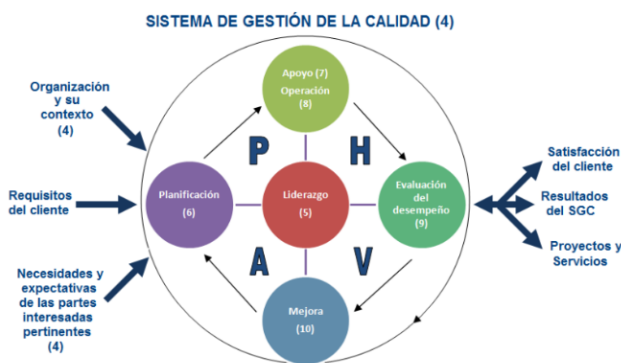 SISTEMA DE GESTIÓN DE LA CALIDAD (4)
Organización
y su
contexto
(4)
Requisitos
del cliente
Necesidades y
expectativas
de las partes
interesadas
pertinentes
(4)
Apoyo (7)
Operación
(8)
P
H
Planificación
(6)
Liderazgo
(5)
Evaluación
del
desempeño
(9)
A
V
Mejora
(10)
Satisfacción
del cliente
Resultados
del SGC
Proyectos y
Servicios